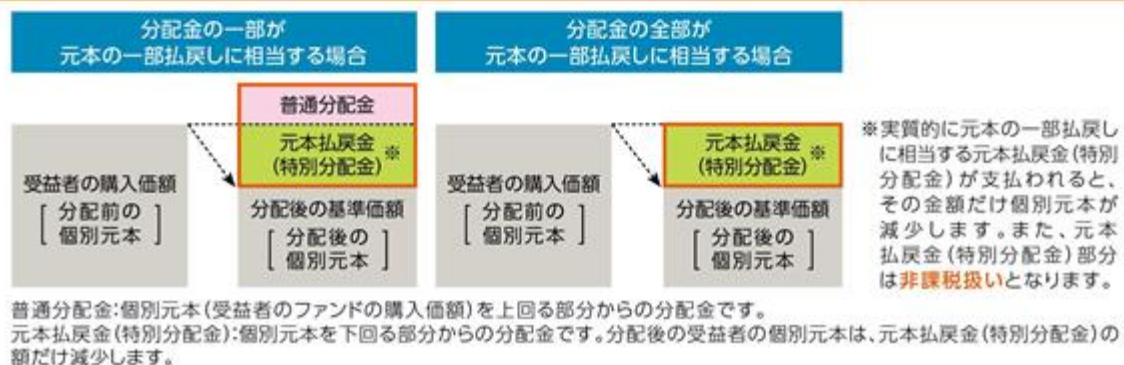 分配金の一部が
元本の一部払戻しに相当する場合
普通分配金
元本払戻金
(特別分配金) ※
受益者の購入価額
[ 分配前の
個別元本 ]
分配後の基準価額
[ 分配後の
個別元本 ]
分配金の全部が
元本の一部払戻しに相当する場合
元本払戻金
(特別分配金) ※
受益者の購入価額
[ 分配前の
個別元本 ]
分配後の基準価額
[ 分配後の
個別元本 ]
※実質的に元本の一部払戻し
に相当する元本払戻金(特別
分配金)が支払われると、
その金額だけ個別元本が
減少します。また、元本
払戻金(特別分配金)部分
は非課税扱いとなります。
普通分配金:個別元本(受益者のファンドの購入価額)を上回る部分からの分配金です。
元本払戻金(特別分配金):個別元本を下回る部分からの分配金です。分配後の受益者の個別元本は、元本払戻金(特別分配金)の
額だけ減少します。